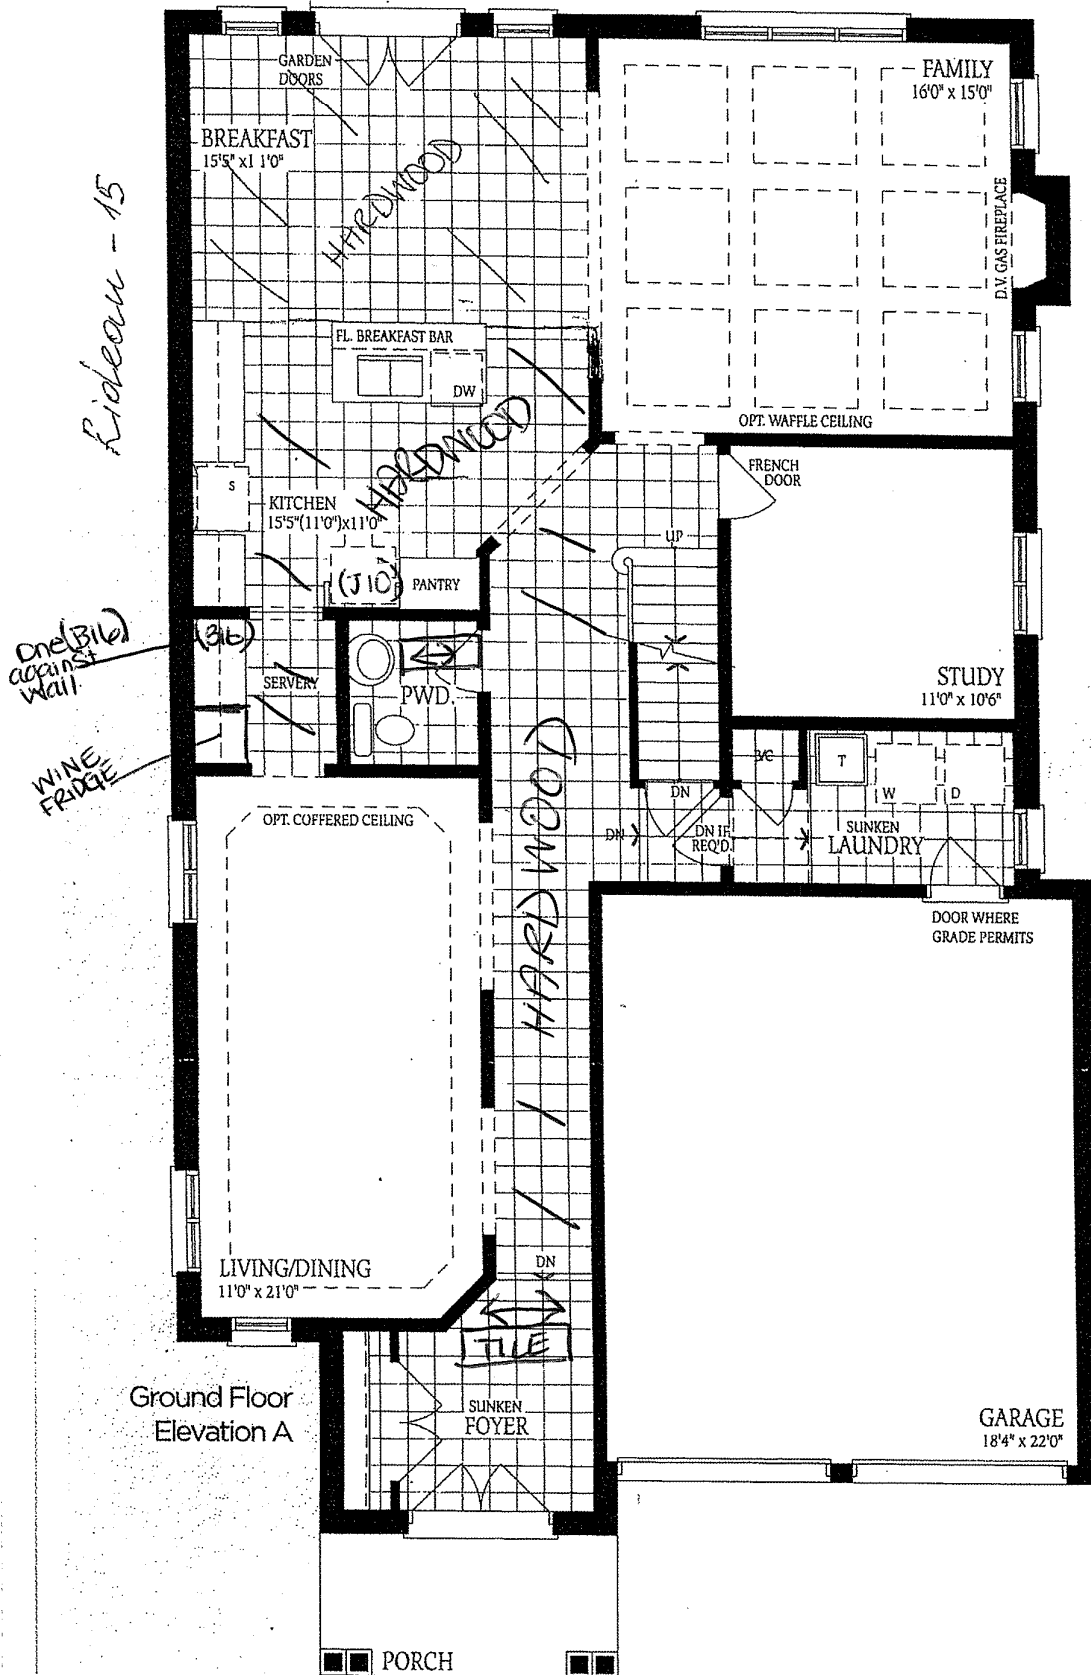 GARDEN
DOORS
FAMILY
16'0" x 15'0"
BREAKFAST
15'5" x11'0"
HARDWOOD
D.V. GAS FIREPLACE
Rideau - 15
FL. BREAKFAST BAR
DW
OPT. WAFFLE CEILING
HARDWOOD
FRENCH
DOOR
S
KITCHEN
15'5"(11'0")x11'0"
UP
(J10)
PANTRY
One(B16)
against
Wall
(B16)
SERVERY
PWD.
STUDY
11'0" x 10'6"
WINE
FRIDGE
B/C
T
W
D
DN
OPT. COFFERED CEILING
DN
DN IF
REQ'D.
SUNKEN
LAUNDRY
HARDWOOD
DOOR WHERE
GRADE PERMITS
LIVING/DINING
11'0" x 21'0"
DN
TILE
Ground Floor
Elevation A
SUNKEN
FOYER
GARAGE
18'4" x 22'0"
PORCH